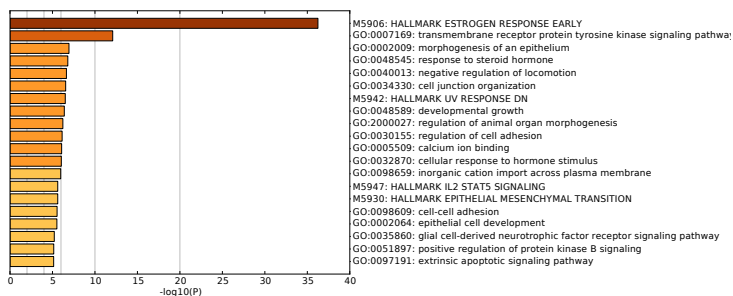 M5906: HALLMARK ESTROGEN RESPONSE EARLY
GO:0007169: transmembrane receptor protein tyrosine kinase signaling pathway
GO:0002009: morphogenesis of an epithelium
GO:0048545: response to steroid hormone
GO:0040013: negative regulation of locomotion
GO:0034330: cell junction organization
M5942: HALLMARK UV RESPONSE DN
GO:0048589: developmental growth
GO:2000027: regulation of animal organ morphogenesis
GO:0030155: regulation of cell adhesion
GO:0005509: calcium ion binding
GO:0032870: cellular response to hormone stimulus
GO:0098659: inorganic cation import across plasma membrane
M5947: HALLMARK IL2 STAT5 SIGNALING
M5930: HALLMARK EPITHELIAL MESENCHYMAL TRANSITION
GO:0098609: cell-cell adhesion
GO:0002064: epithelial cell development
GO:0035860: glial cell-derived neurotrophic factor receptor signaling pathway
GO:0051897: positive regulation of protein kinase B signaling
GO:0097191: extrinsic apoptotic signaling pathway
0 5 10 15 20 25 30 35 40
-log10(P)